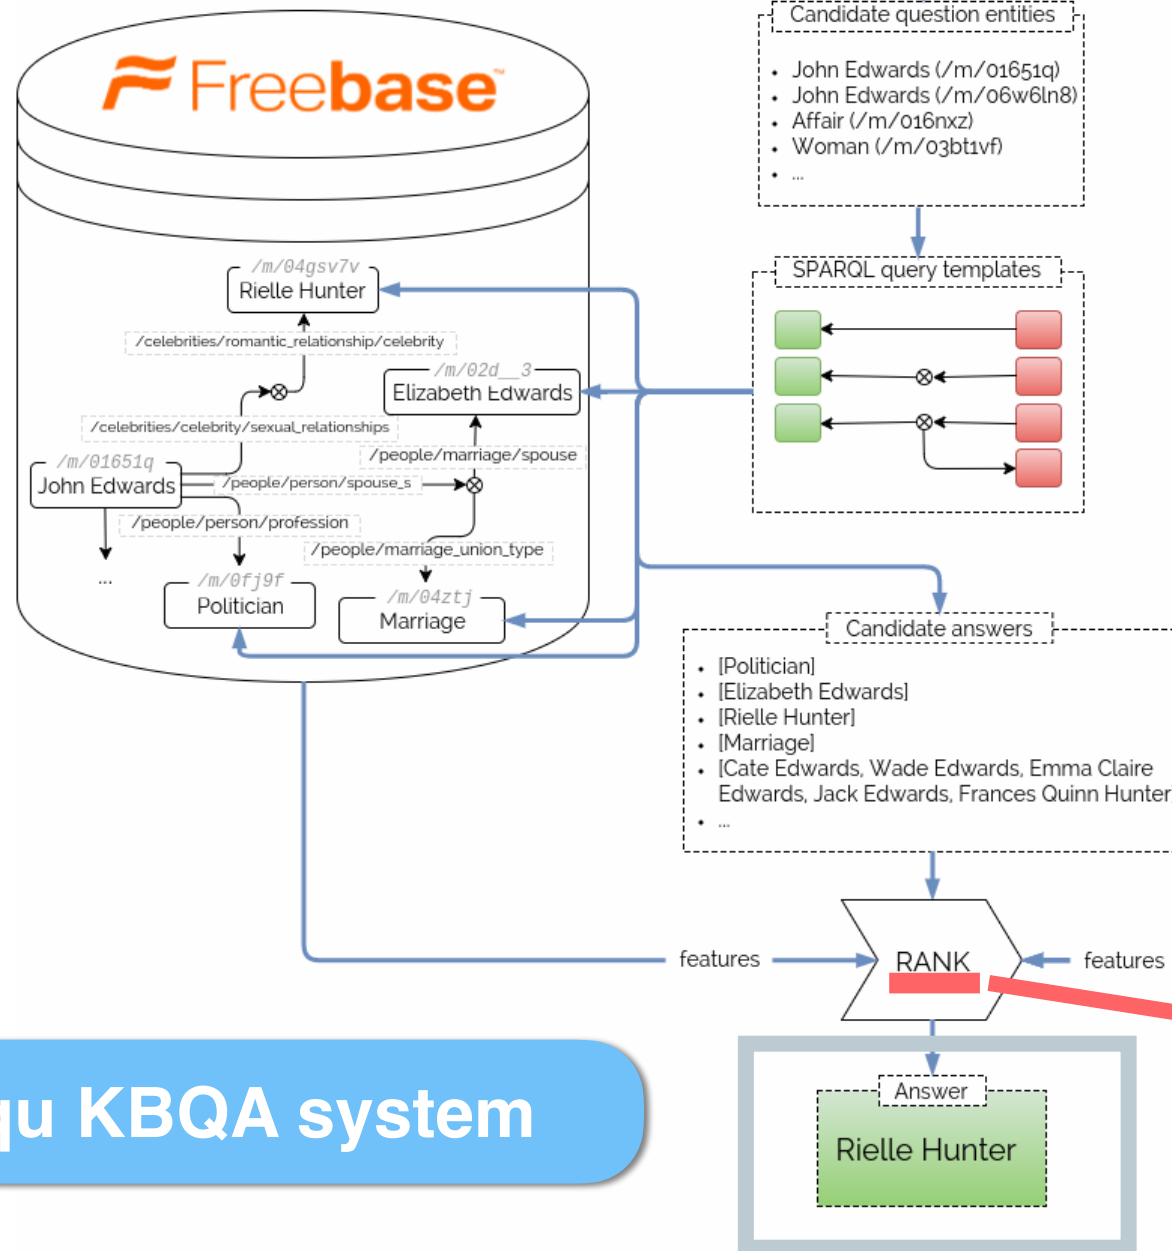 Freebase™
/m/04gsv7v
Rielle Hunter
/celebrities/romantic_relationship/celebrity
/m/02d__3
Elizabeth Edwards
/celebrities/celebrity/sexual_relationships
/people/marriage/spouse
/m/01651q
John Edwards
/people/person/spouse_s
/people/person/profession
/people/marriage_union_type
...
/m/0fj9f
Politician
/m/04ztj
Marriage
Candidate question entities
• John Edwards (/m/01651q)
• John Edwards (/m/06w6ln8)
• Affair (/m/016nxz)
• Woman (/m/03bt1vf)
• ...
SPARQL query templates
Candidate answers
• [Politician]
• [Elizabeth Edwards]
• [Rielle Hunter]
• [Marriage]
• [Cate Edwards, Wade Edwards, Emma Claire
Edwards, Jack Edwards, Frances Quinn Hunter
• ...
features
RANK
features
qu KBQA system
Answer
Rielle Hunter